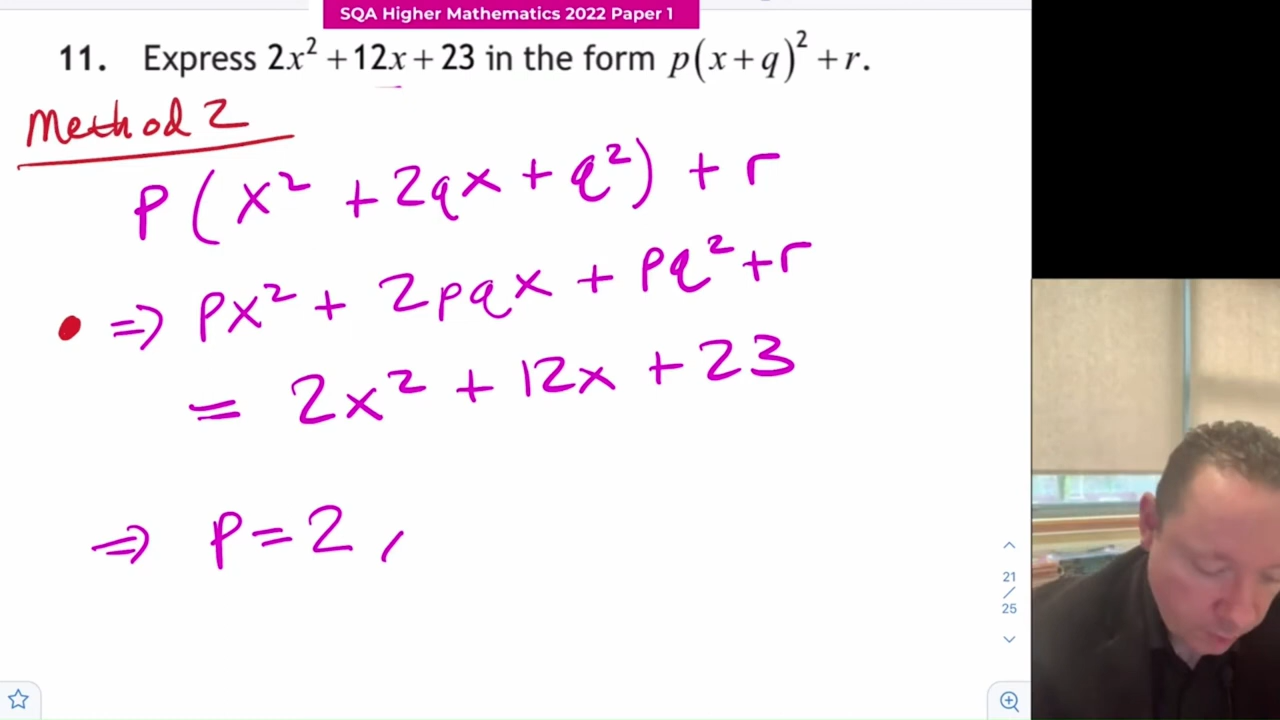 SQA Higher Mathematics 2022 Paper 1
11. Express 2x² + 12x + 23 in the form p(x + q)² + r.
Method 2
p(x² + 2qx + q²) + r
⇒ px² + 2pqx + pq² + r
= 2x² + 12x + 23
⇒ p = 2,
21
/
25